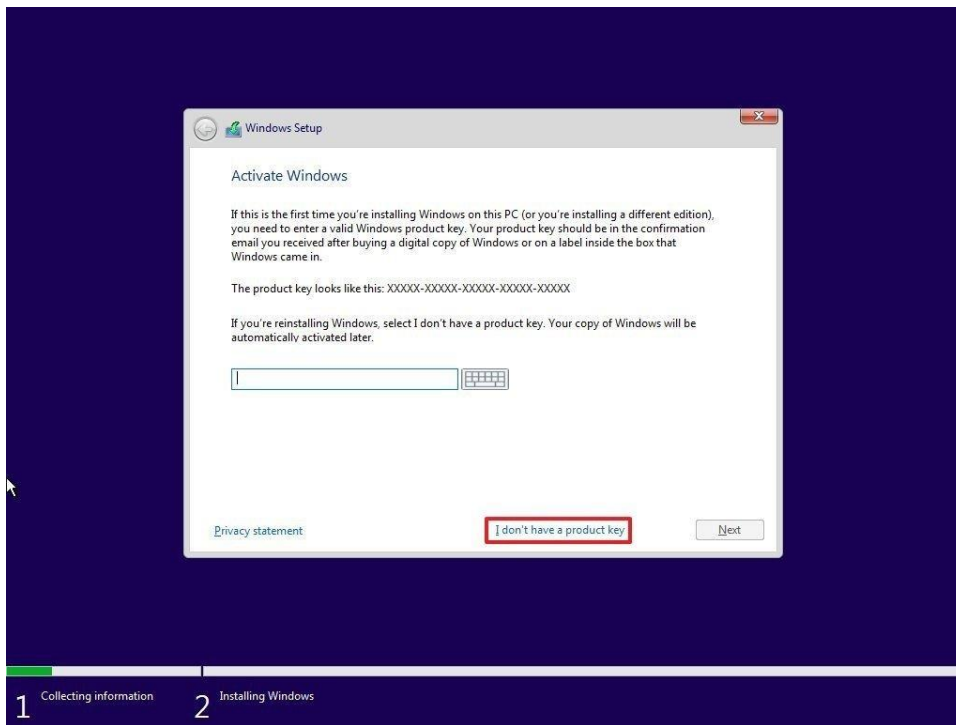 Windows Setup
Activate Windows
If this is the first time you're installing Windows on this PC (or you're installing a different edition),
you need to enter a valid Windows product key. Your product key should be in the confirmation
email you received after buying a digital copy of Windows or on a label inside the box that
Windows came in.
The product key looks like this: XXXXX-XXXXX-XXXXX-XXXXX-XXXXX
If you're reinstalling Windows, select I don't have a product key. Your copy of Windows will be
automatically activated later.
Privacy statement
I don't have a product key
Next
1 Collecting information
2 Installing Windows